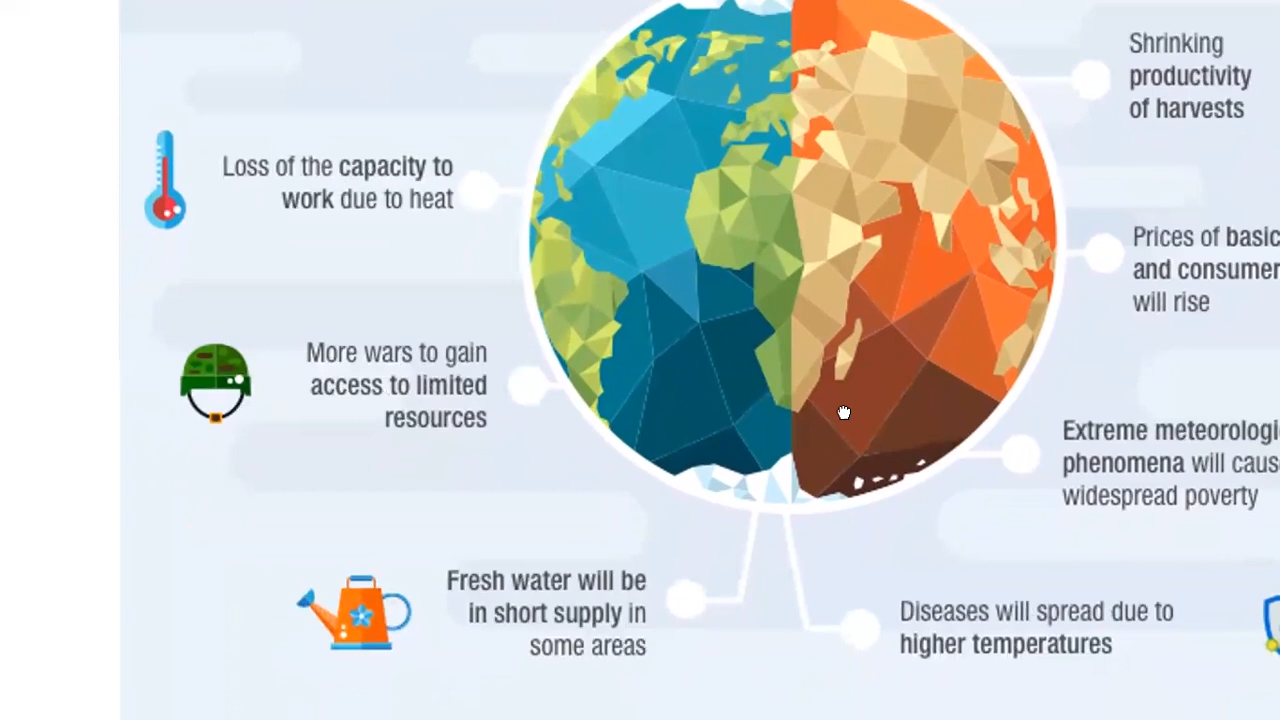 Shrinking
productivity
of harvests
Loss of the capacity to
work due to heat
Prices of basic
and consumer
will rise
More wars to gain
access to limited
resources
Extreme
phenomena will
widespread poverty
Fresh water will be
in short supply in
some areas
Diseases will spread due to
higher temperatures